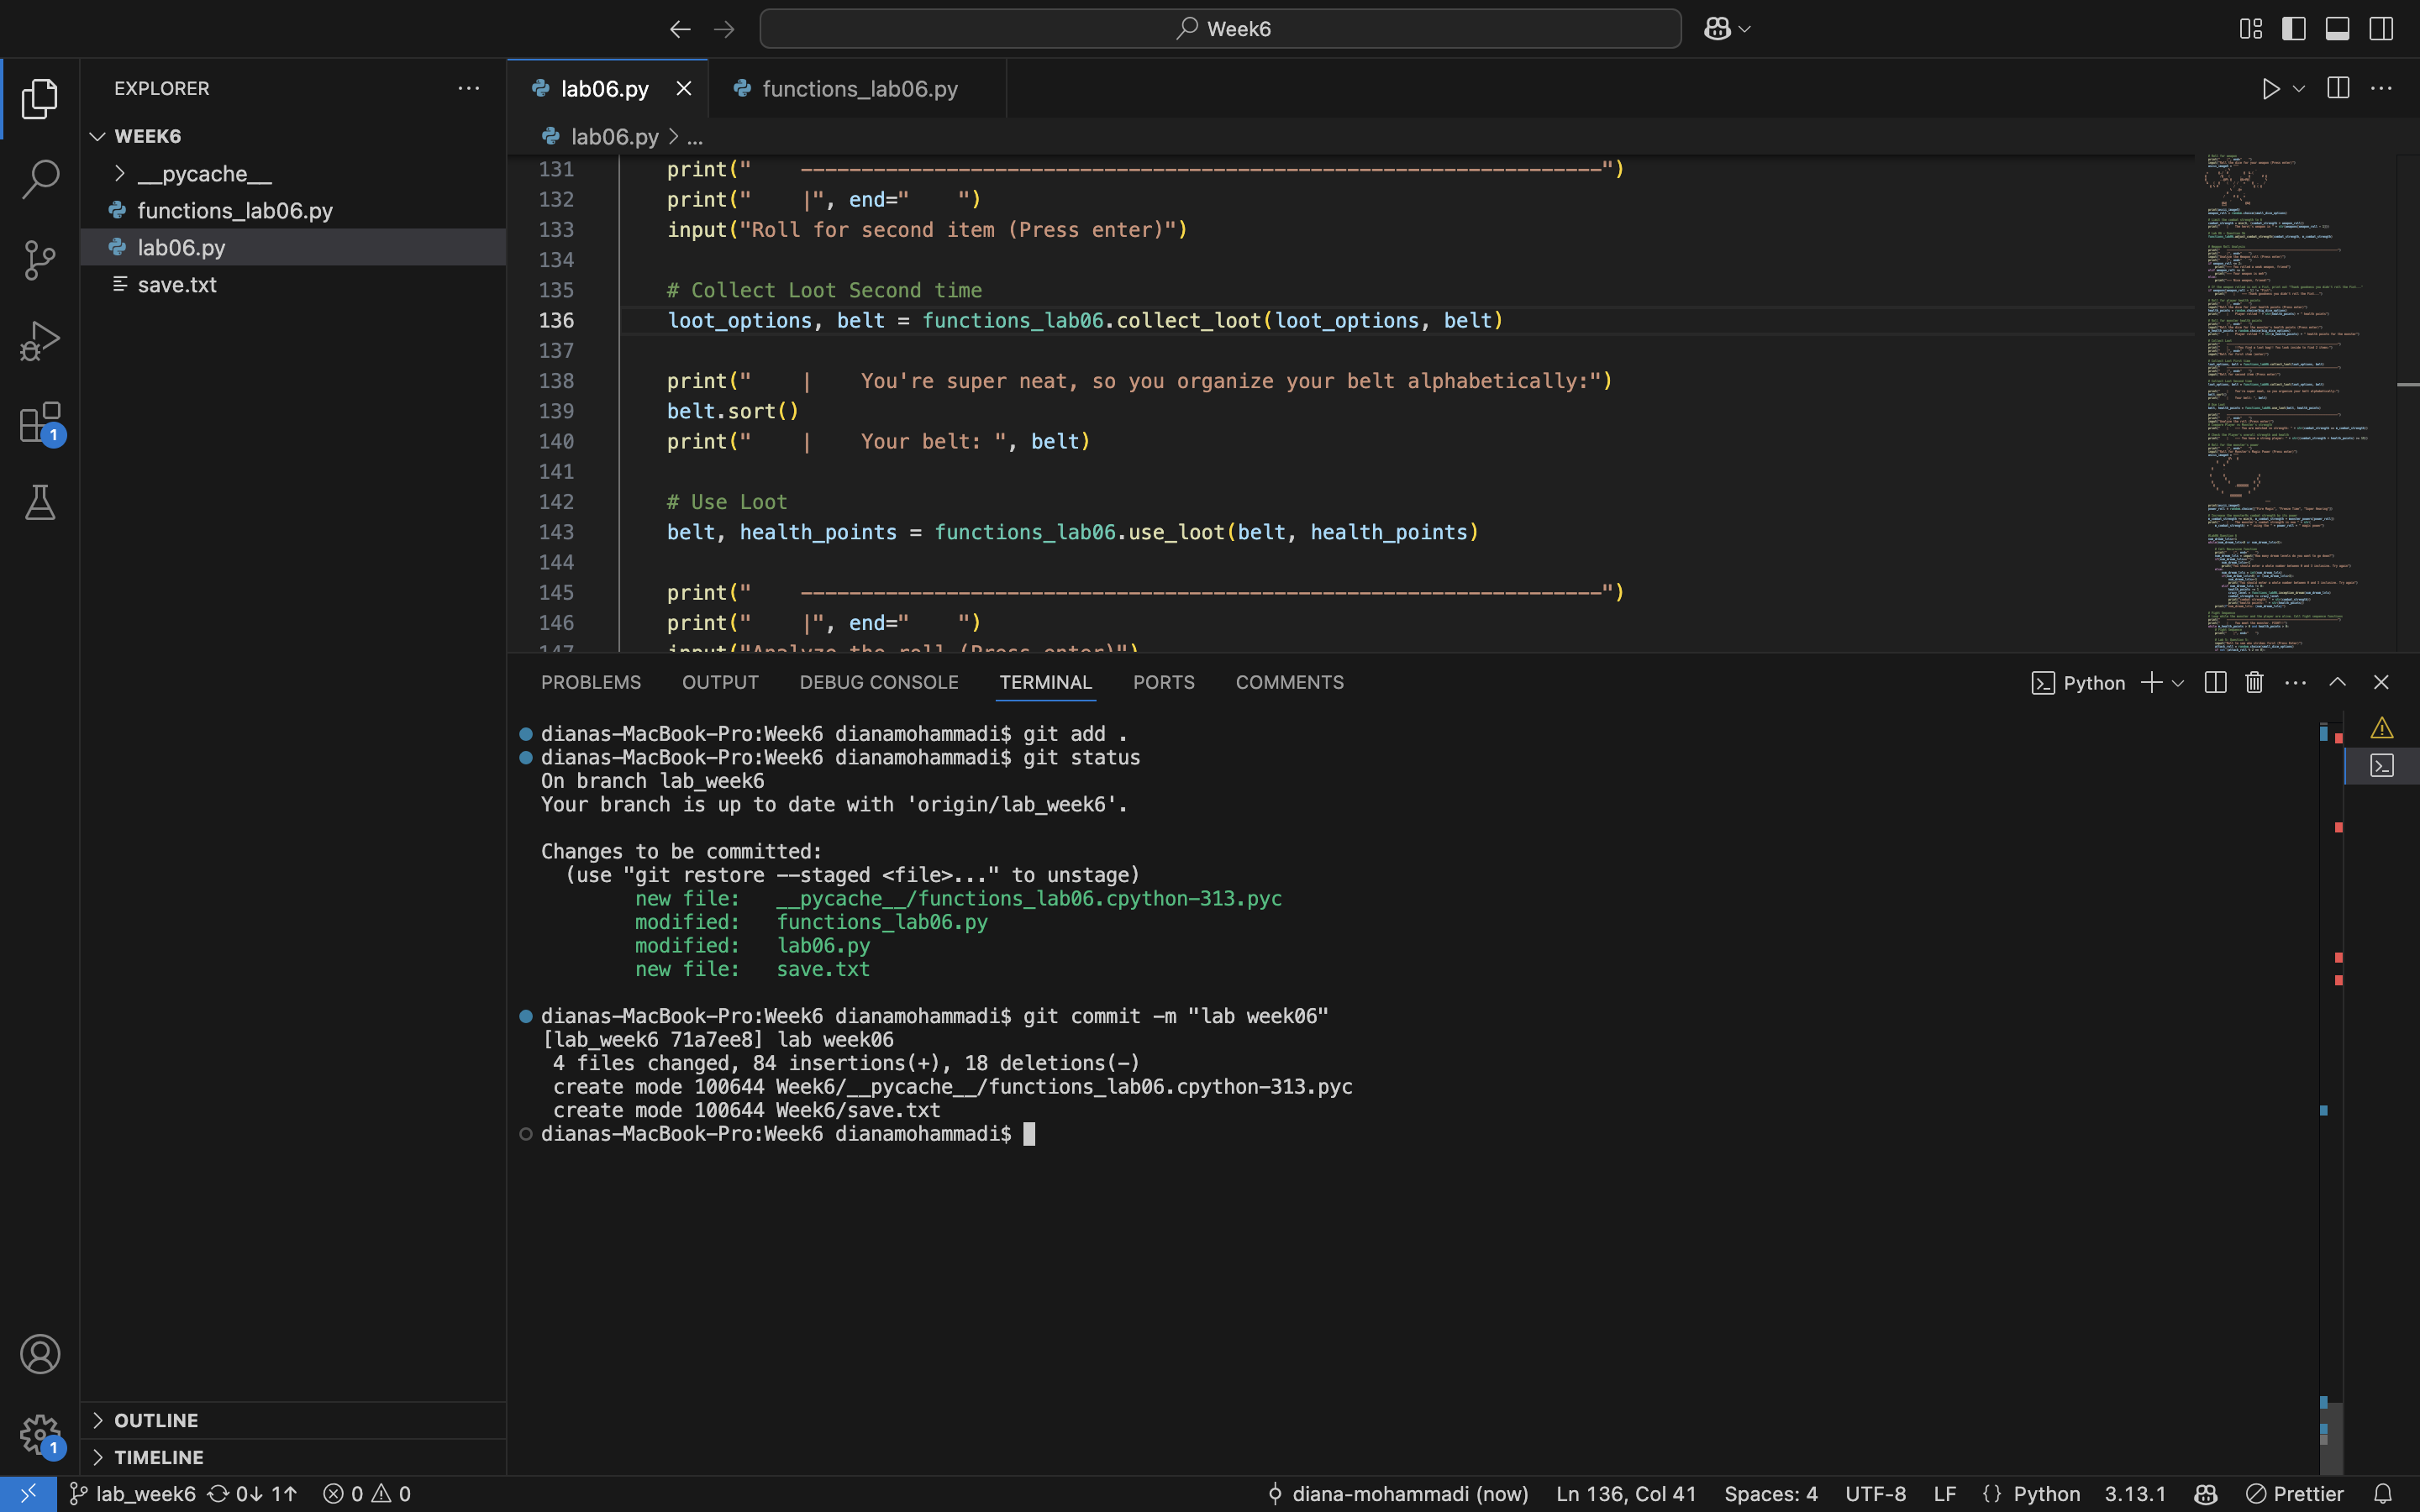 Week6
EXPLORER
WEEK6
__pycache__
functions_lab06.py
lab06.py
save.txt
lab06.py
functions_lab06.py
lab06.py > ...
131 print("    ------------------------------------------------------------------")
132 print("    |", end="    ")
133 input("Roll for second item (Press enter)")
134
135 # Collect Loot Second time
136 loot_options, belt = functions_lab06.collect_loot(loot_options, belt)
137
138 print("    |    You're super neat, so you organize your belt alphabetically:")
139 belt.sort()
140 print("    |    Your belt: ", belt)
141
142 # Use Loot
143 belt, health_points = functions_lab06.use_loot(belt, health_points)
144
145 print("    ------------------------------------------------------------------")
146 print("    |", end="    ")
147 input("Analyze the roll (Press enter)")
PROBLEMS OUTPUT DEBUG CONSOLE TERMINAL PORTS COMMENTS
Python
dianas-MacBook-Pro:Week6 dianamohammadi$ git add .
dianas-MacBook-Pro:Week6 dianamohammadi$ git status
On branch lab_week6
Your branch is up to date with 'origin/lab_week6'.
Changes to be committed:
(use "git restore --staged <file>..." to unstage)
new file:   __pycache__/functions_lab06.cpython-313.pyc
modified:   functions_lab06.py
modified:   lab06.py
new file:   save.txt
dianas-MacBook-Pro:Week6 dianamohammadi$ git commit -m "lab week06"
[lab_week6 71a7ee8] lab week06
4 files changed, 84 insertions(+), 18 deletions(-)
create mode 100644 Week6/__pycache__/functions_lab06.cpython-313.pyc
create mode 100644 Week6/save.txt
dianas-MacBook-Pro:Week6 dianamohammadi$
1
OUTLINE
1
TIMELINE
lab_week6 0↓ 1↑ 0 0 diana-mohammadi (now) Ln 136, Col 41 Spaces: 4 UTF-8 LF {} Python 3.13.1 Prettier